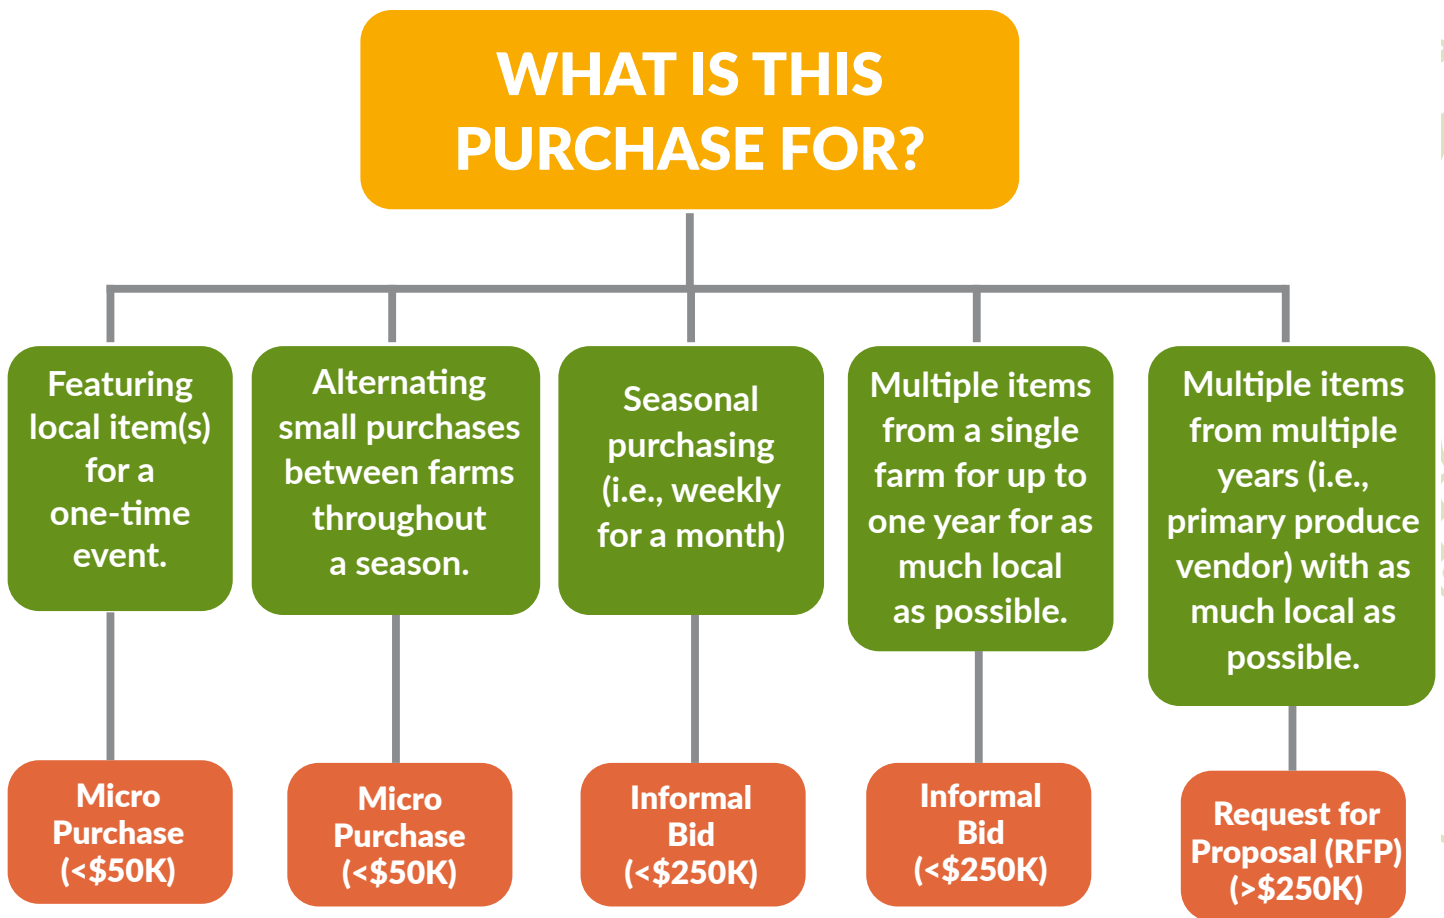 WHAT IS THIS
PURCHASE FOR?
Featuring
local item(s)
for a
one-time
event.
Alternating
small purchases
between farms
throughout
a season.
Seasonal
purchasing
(i.e., weekly
for a month)
Multiple items
from a single
farm for up to
one year for as
much local
as possible.
Multiple items
from multiple
years (i.e.,
primary produce
vendor) with as
much local as
possible.
Micro
Purchase
(<$50K)
Micro
Purchase
(<$50K)
Informal
Bid
(<$250K)
Informal
Bid
(<$250K)
Request for
Proposal (RFP)
(>$250K)